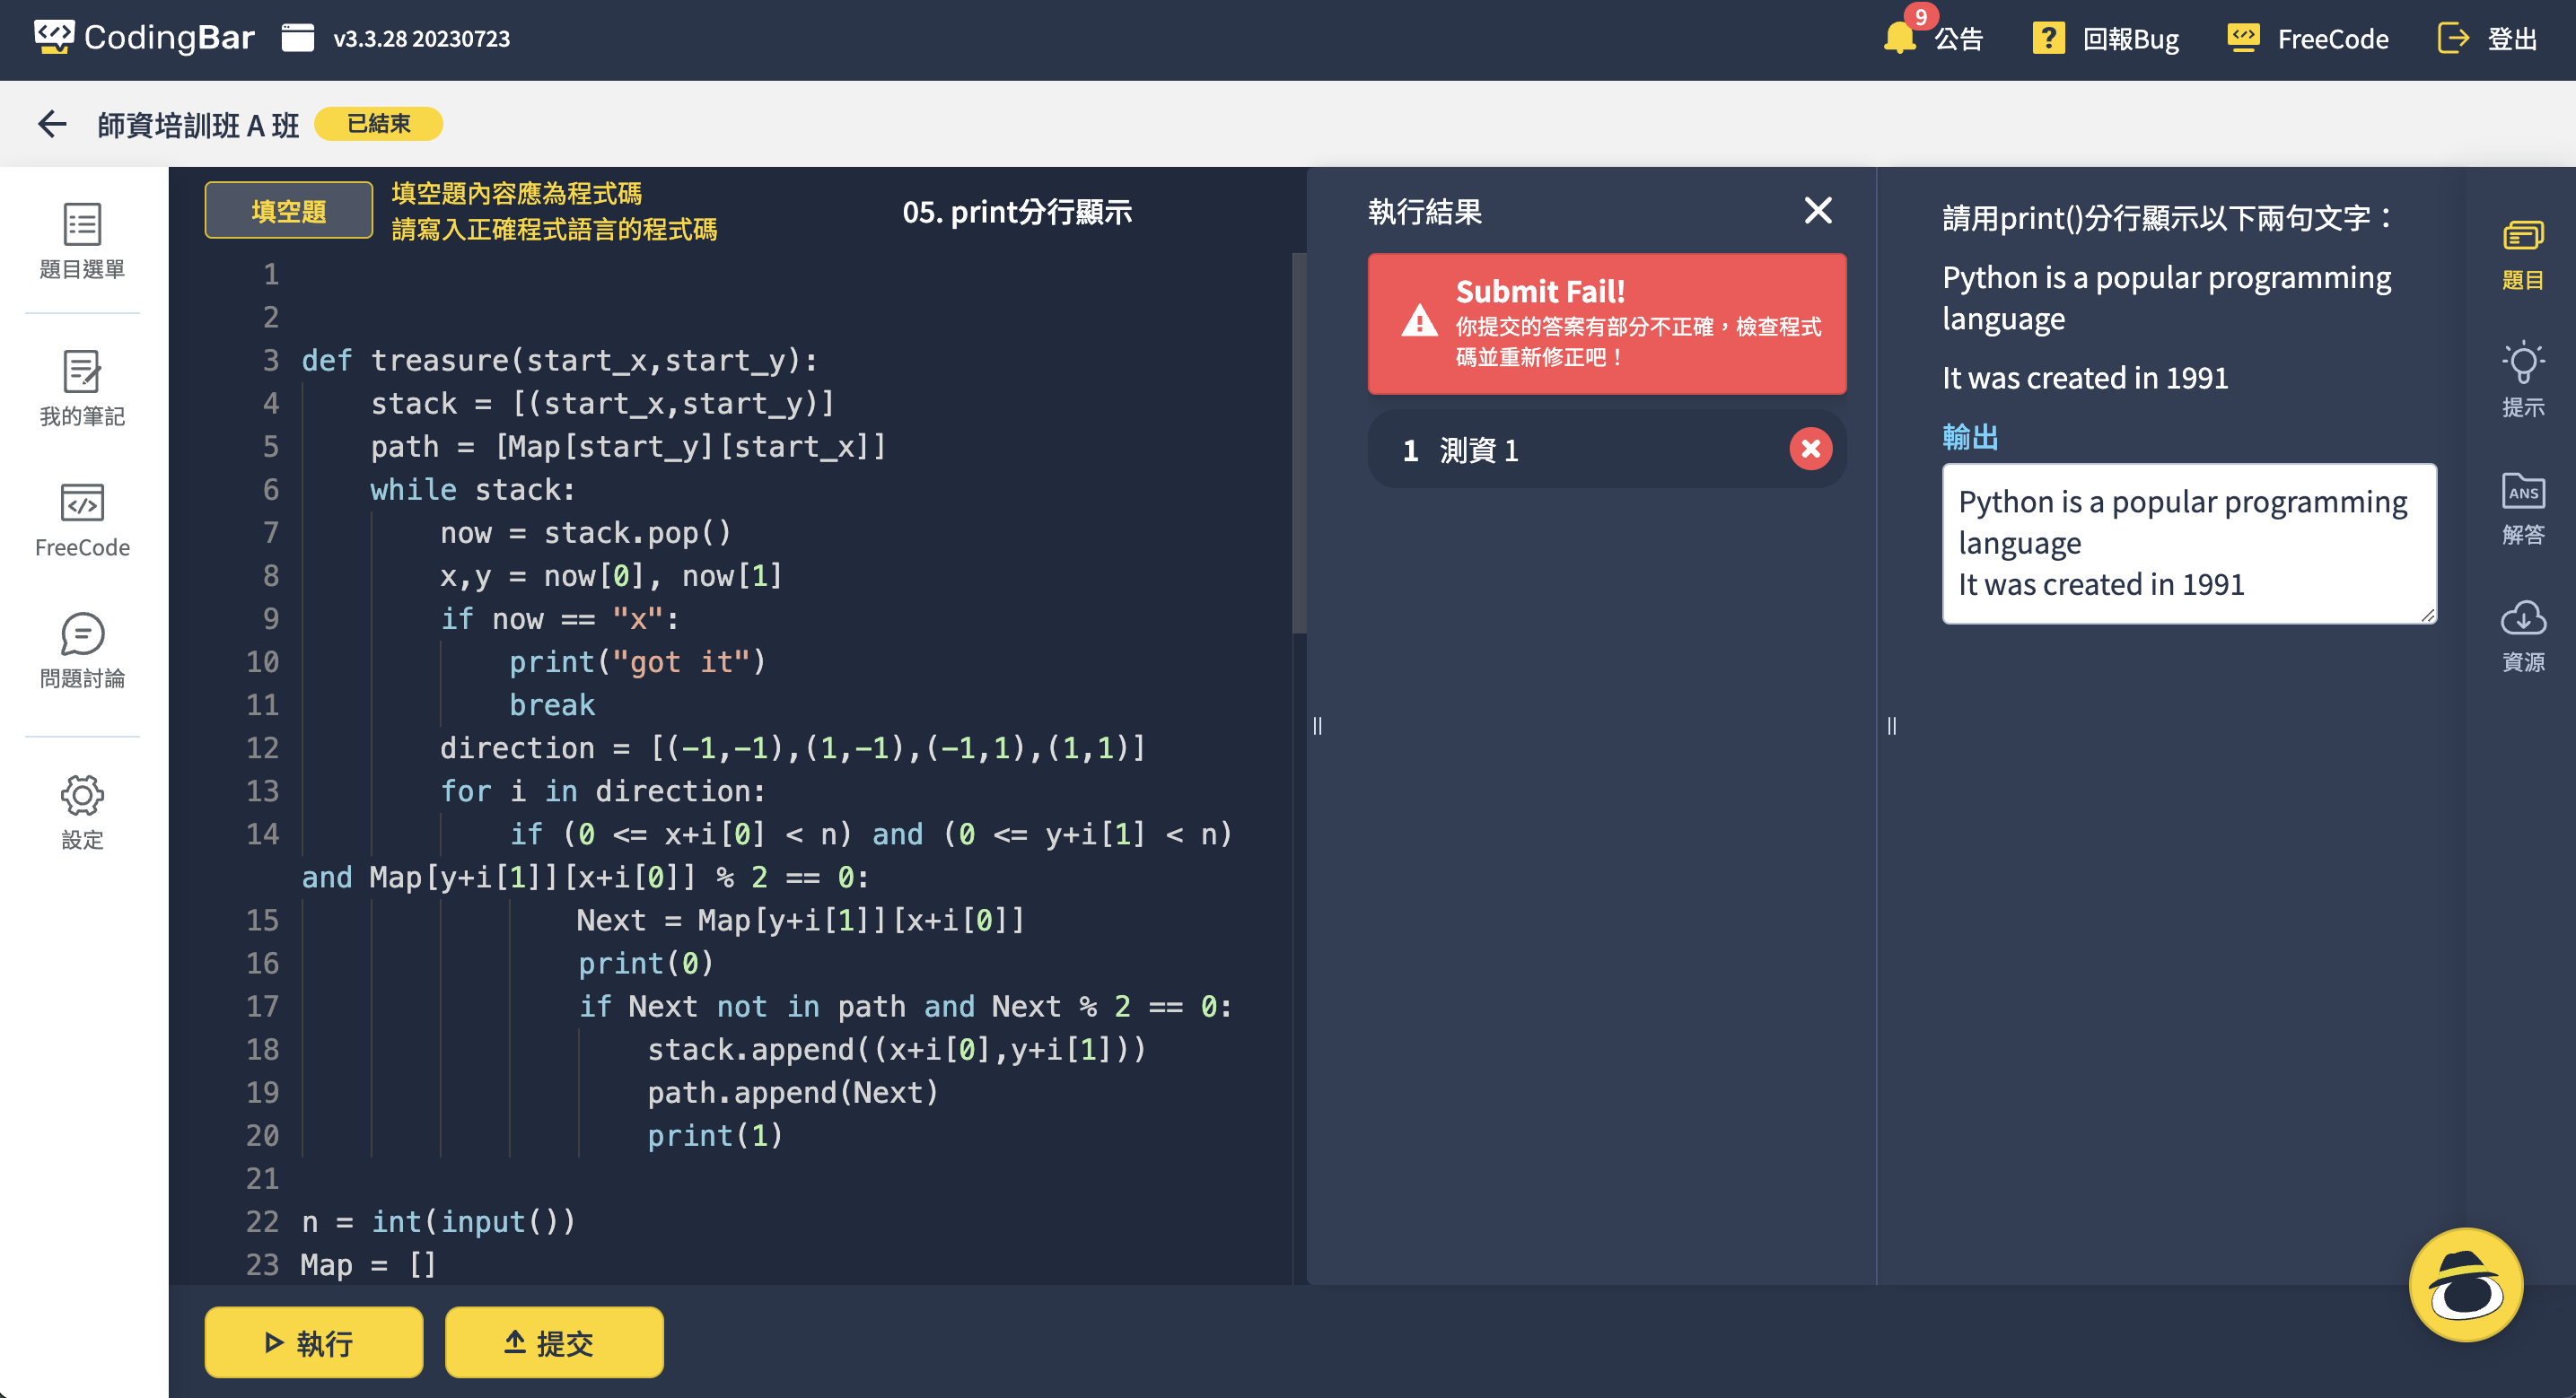 CodingBar
v3.3.28 20230723
9
公告
?
回報Bug
FreeCode
登出
師資培訓班 A 班
已結束
題目選單
我的筆記
FreeCode
問題討論
設定
填空題
填空題內容應為程式碼
請寫入正確程式語言的程式碼
05. print分行顯示
1
2
3 def treasure(start_x,start_y):
4     stack = [(start_x,start_y)]
5     path = [Map[start_y][start_x]]
6     while stack:
7         now = stack.pop()
8         x,y = now[0], now[1]
9         if now == "x":
10             print("got it")
11             break
12         direction = [(-1,-1),(1,-1),(-1,1),(1,1)]
13         for i in direction:
14             if (0 <= x+i[0] < n) and (0 <= y+i[1] < n)
and Map[y+i[1]][x+i[0]] % 2 == 0:
15                 Next = Map[y+i[1]][x+i[0]]
16                 print(0)
17                 if Next not in path and Next % 2 == 0:
18                     stack.append((x+i[0],y+i[1]))
19                     path.append(Next)
20                     print(1)
21
22 n = int(input())
23 Map = []
執行
提交
執行結果
Submit Fail!
你提交的答案有部分不正確，檢查程式
碼並重新修正吧！
1 測資 1
請用print()分行顯示以下兩句文字：
Python is a popular programming
language
It was created in 1991
輸出
Python is a popular programming
language
It was created in 1991
題目
提示
ANS
解答
資源